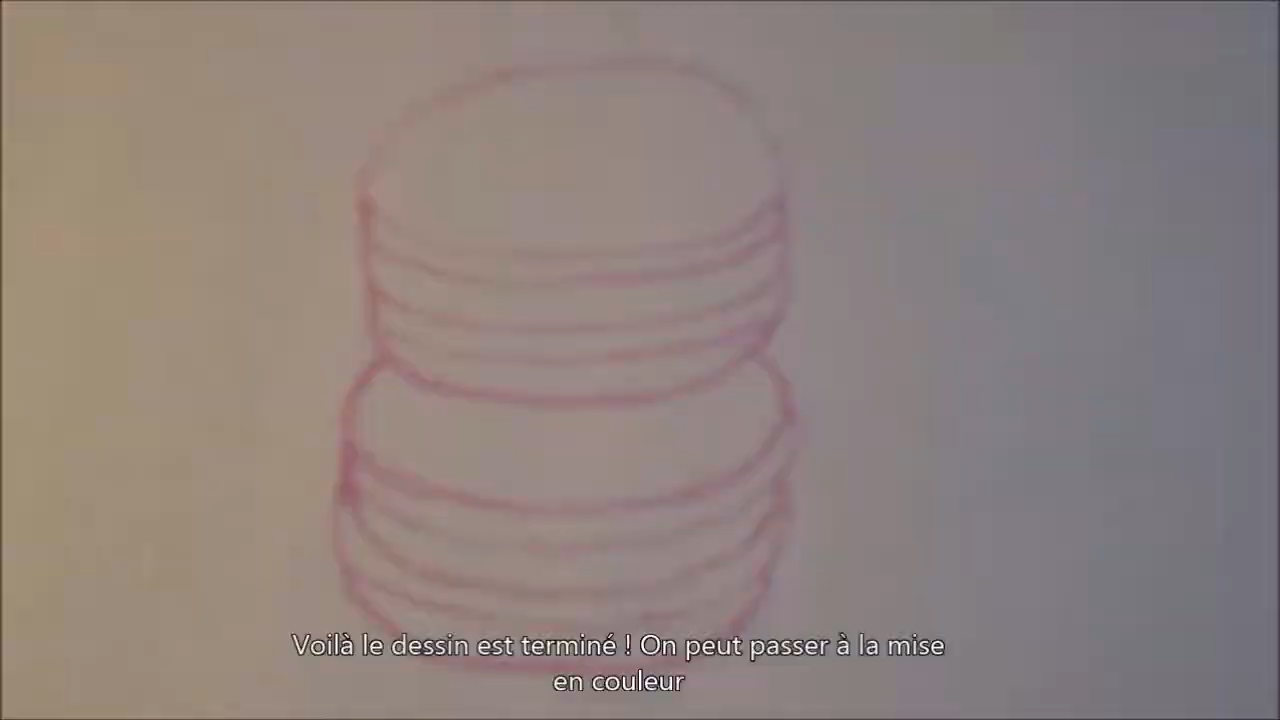 Voilà le dessin est terminé ! On peut passer à la mise
en couleur